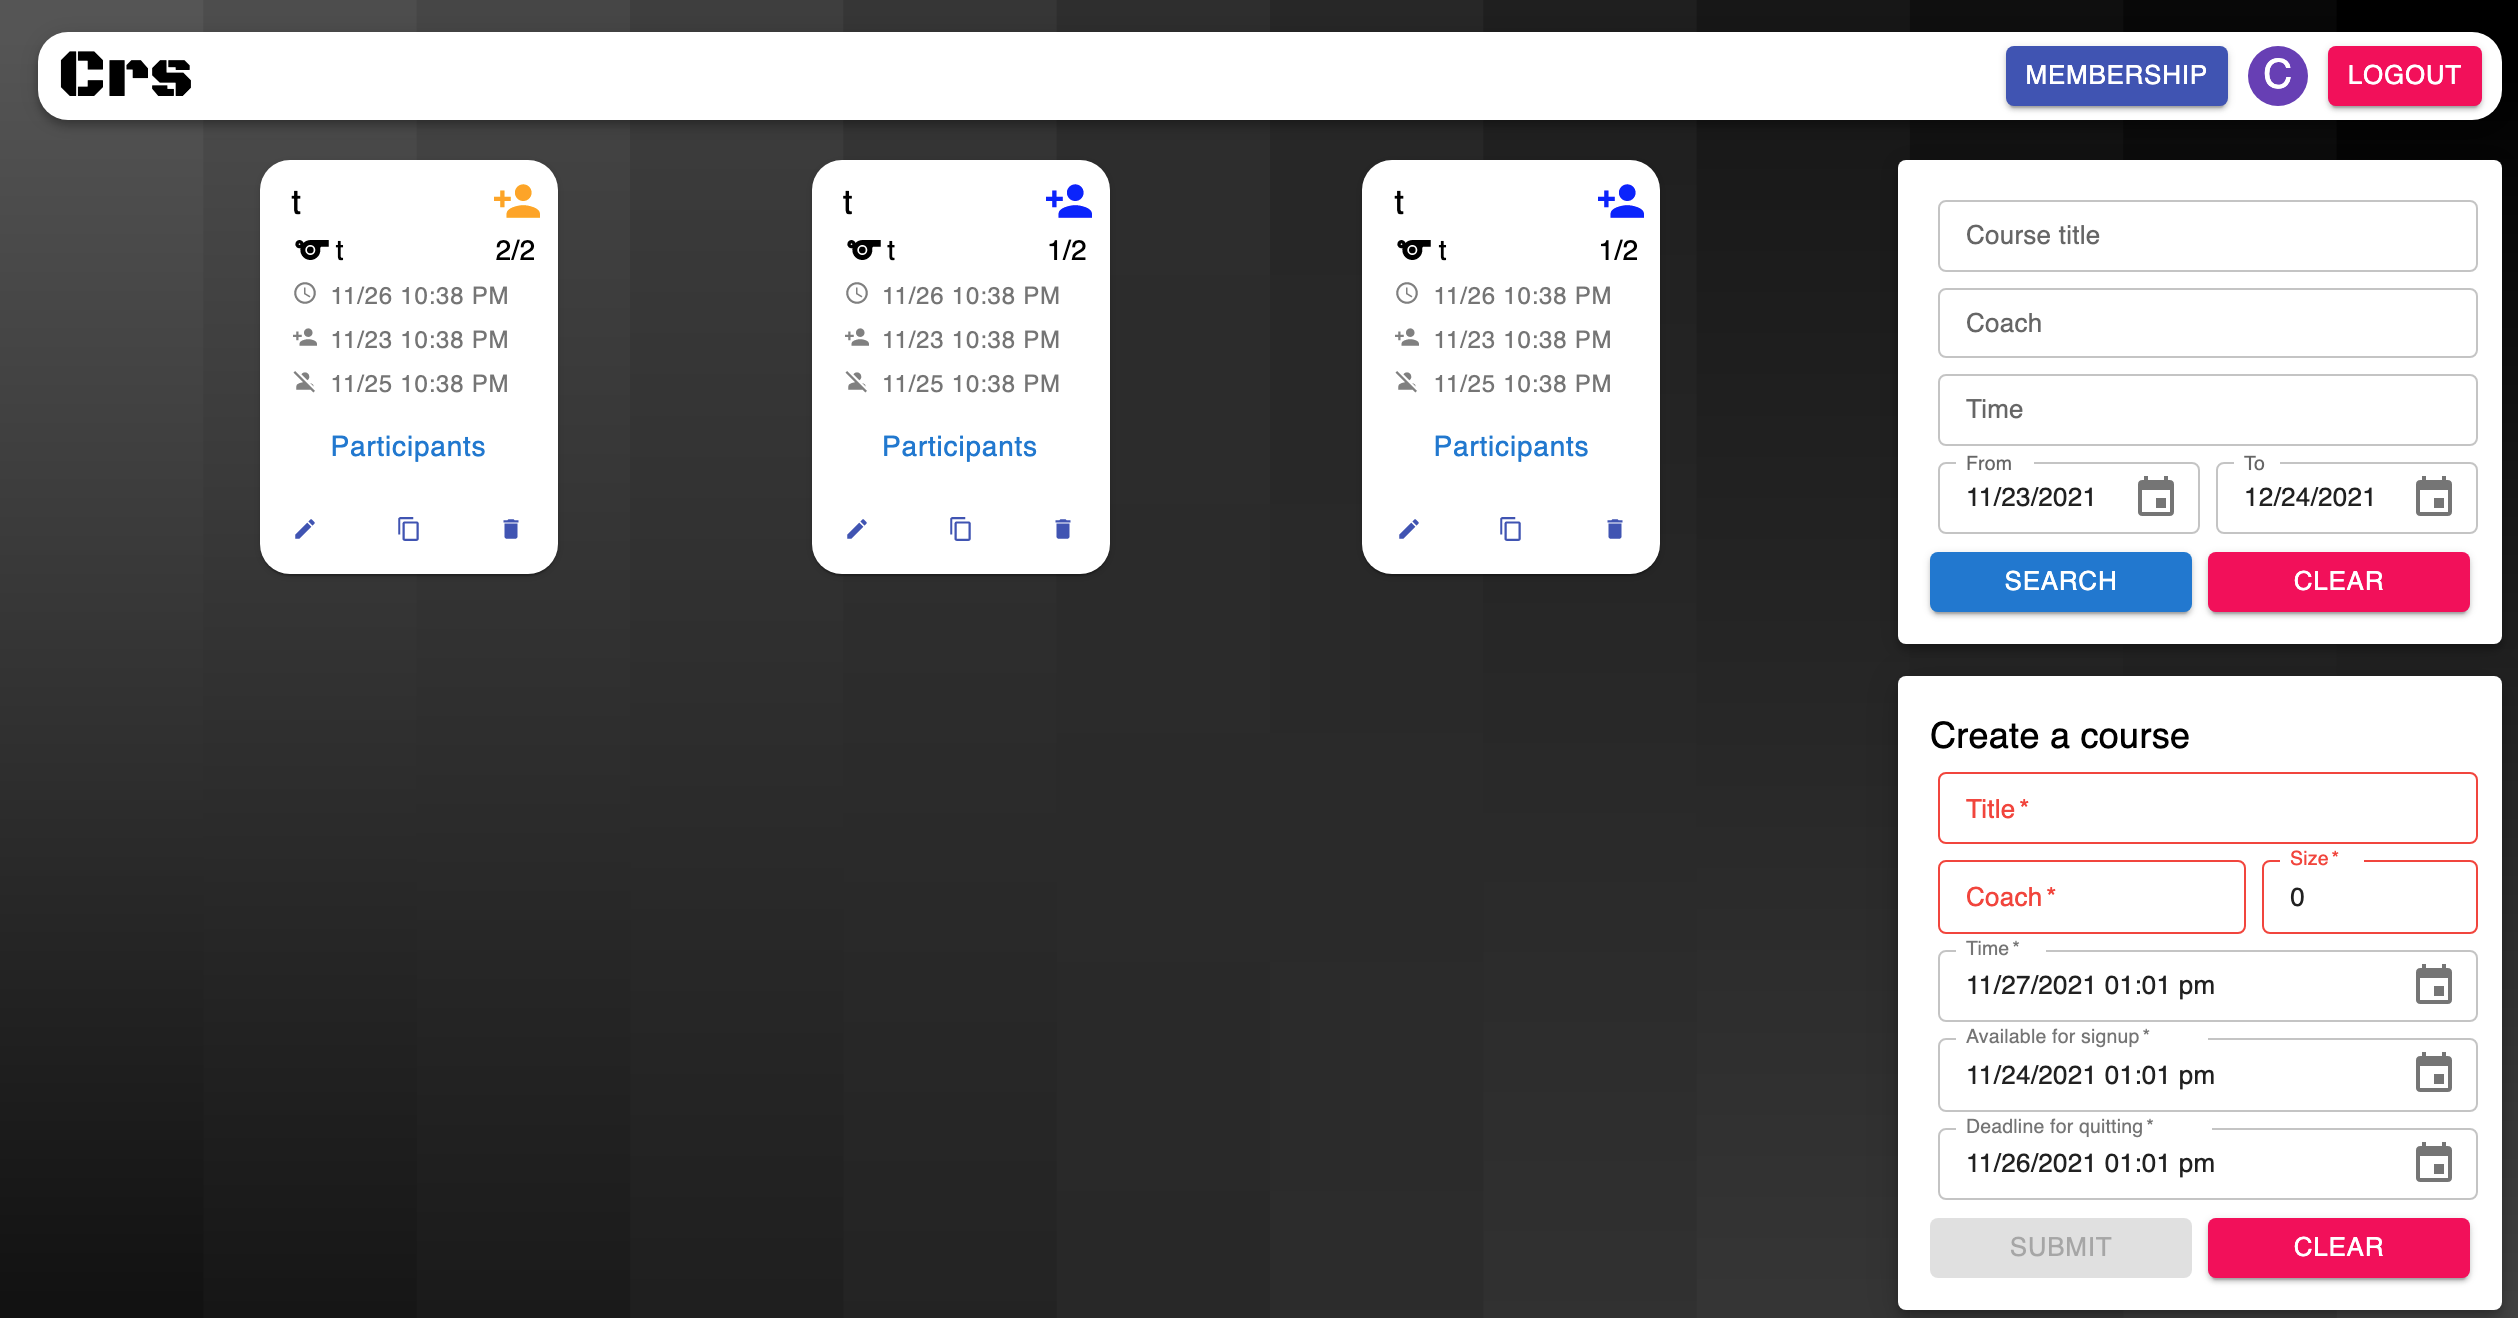 Crs
MEMBERSHIP C LOGOUT
t
t 2/2
11/26 10:38 PM
11/23 10:38 PM
11/25 10:38 PM
Participants
t
t 1/2
11/26 10:38 PM
11/23 10:38 PM
11/25 10:38 PM
Participants
t
t 1/2
11/26 10:38 PM
11/23 10:38 PM
11/25 10:38 PM
Participants
Course title
Coach
Time
From To
11/23/2021 12/24/2021
SEARCH CLEAR
Create a course
Title *
Size *
Coach * 0
Time *
11/27/2021 01:01 pm
Available for signup *
11/24/2021 01:01 pm
Deadline for quitting *
11/26/2021 01:01 pm
SUBMIT CLEAR